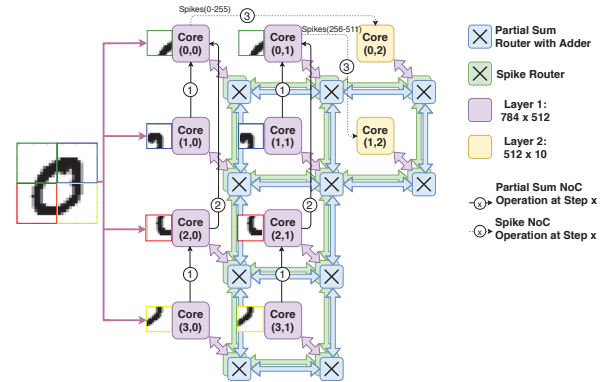 Spikes(0-255)
3
Core
(0,0)
Core
(0,1)
Spikes(256-511)
Core
(0,2)
3
1
1
Core
(1,0)
Core
(1,1)
Core
(1,2)
2
2
Core
(2,0)
Core
(2,1)
1
1
Core
(3,0)
Core
(3,1)
Partial Sum
Router with Adder
Spike Router
Layer 1:
784 x 512
Layer 2:
512 x 10
x
Partial Sum NoC
Operation at Step x
x
Spike NoC
Operation at Step x